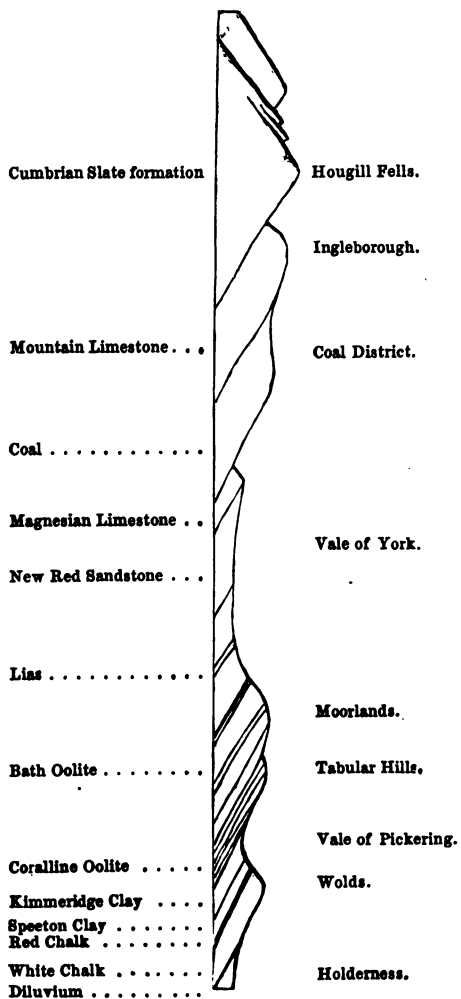 Cumbrian Slate formation
Hougill Fells.
Ingleborough.
Mountain Limestone . . .
Coal District.
Coal . . . . . . . . . . . .
Magnesian Limestone . .
Vale of York.
New Red Sandstone . . .
Lias . . . . . . . . . . . .
Moorlands.
Bath Oolite . . . . . . . .
Tabular Hills.
Vale of Pickering.
Coralline Oolite . . . . .
Wolds.
Kimmeridge Clay . . . .
Speeton Clay . . . . . . .
Red Chalk . . . . . . . .
White Chalk . . . . . . .
Holderness.
Diluvium . . . . . . . . .